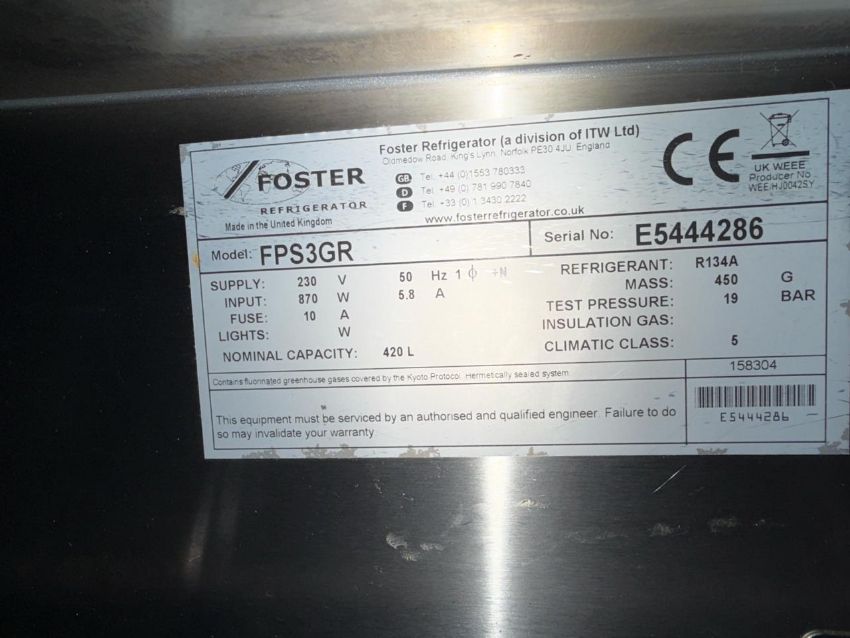 FOSTER
REFRIGERATOR
Made in the United Kingdom
Foster Refrigerator (a division of ITW Ltd)
Oldmedow Road, King's Lynn, Norfolk PE30 4JU, England
GB Tel. +44 (0)1553 780333
D Tel. +49 (0) 781 990 7840
F Tel. +33 (0) 1 3430 2222
www.fosterrefrigerator.co.uk
CE
UK WEEE
Producer No
WEE/HJ0042SY
Model: FPS3GR
Serial No: E5444286
SUPPLY: 230 V 50 Hz 1 ϕ +N
INPUT: 870 W 5.8 A
FUSE: 10 A
LIGHTS: W
NOMINAL CAPACITY: 420 L
REFRIGERANT: R134A
MASS: 450 G
TEST PRESSURE: 19 BAR
INSULATION GAS:
CLIMATIC CLASS: 5
Contains fluorinated greenhouse gases covered by the Kyoto Protocol. Hermetically sealed system
158304
This equipment must be serviced by an authorised and qualified engineer. Failure to do
so may invalidate your warranty
E5444286